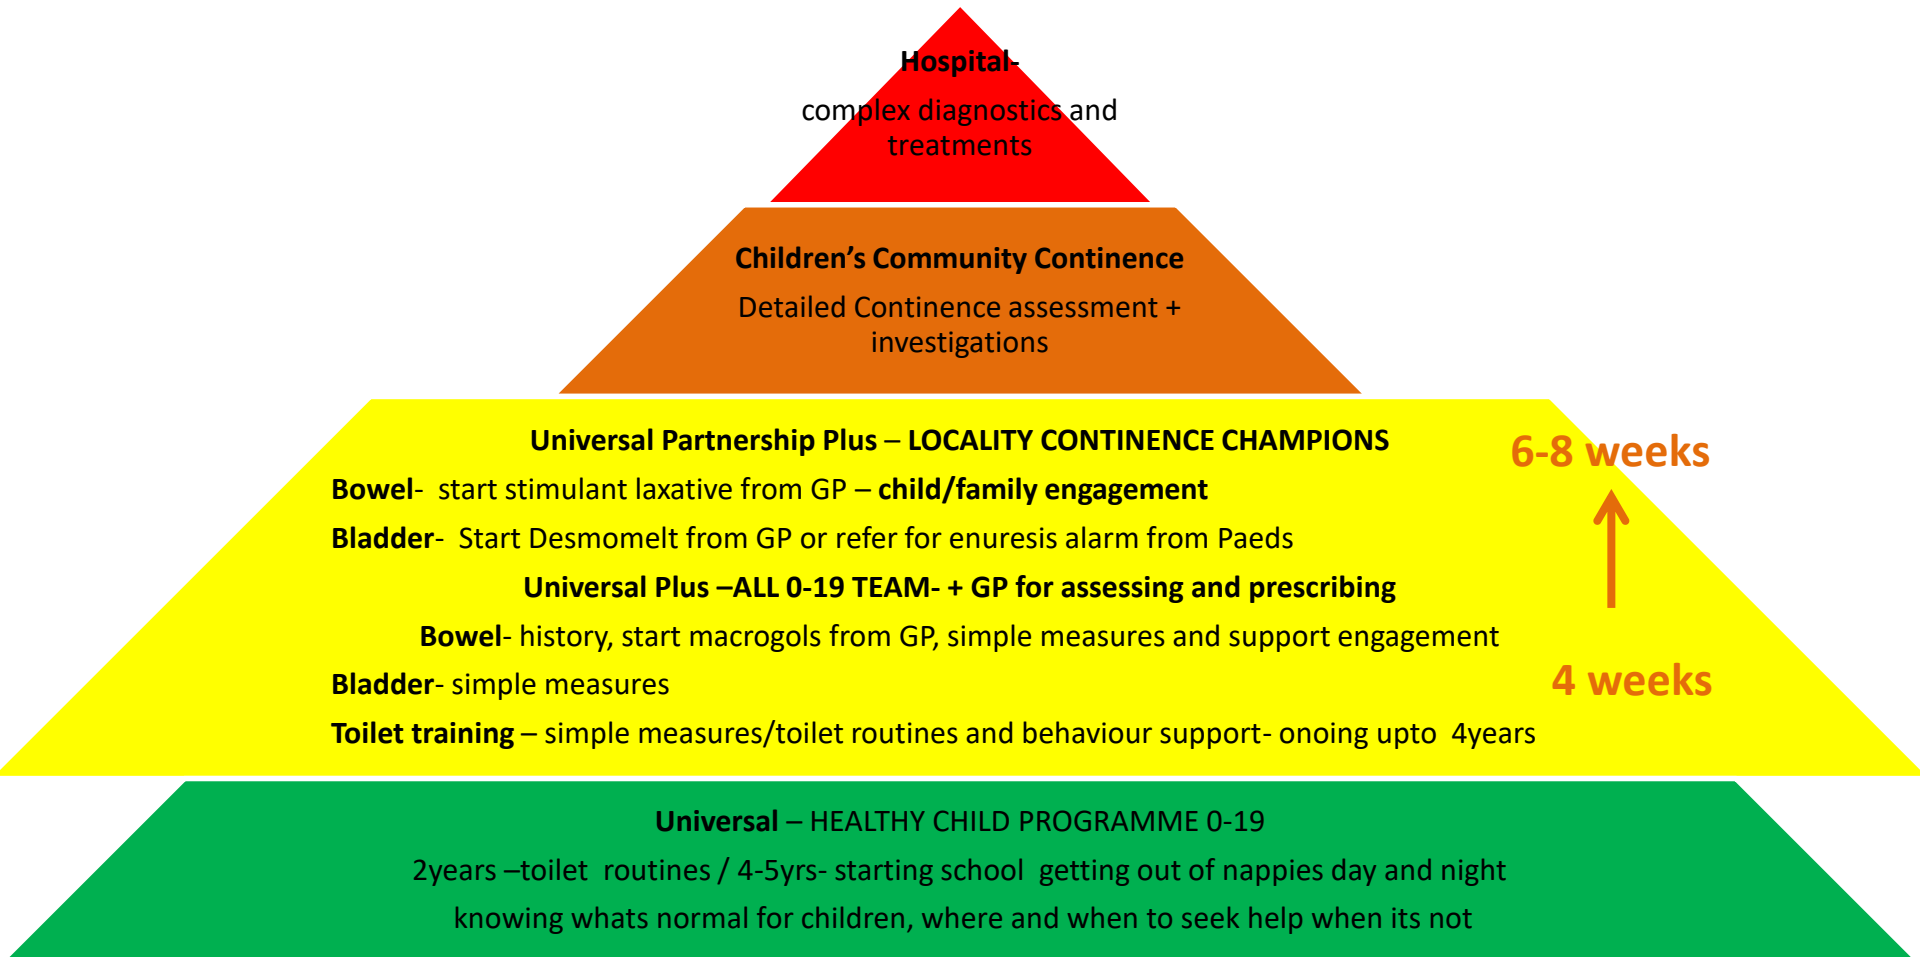 Hospital-
complex diagnostics and
treatments
Children’s Community Continence
Detailed Continence assessment +
investigations
Universal Partnership Plus – LOCALITY CONTINENCE CHAMPIONS
6-8 weeks
Bowel- start stimulant laxative from GP – child/family engagement
Bladder- Start Desmomelt from GP or refer for enuresis alarm from Paeds
Universal Plus –ALL 0-19 TEAM- + GP for assessing and prescribing
Bowel- history, start macrogols from GP, simple measures and support engagement
Bladder- simple measures
4 weeks
Toilet training – simple measures/toilet routines and behaviour support- onoing upto 4years
Universal – HEALTHY CHILD PROGRAMME 0-19
2years –toilet routines / 4-5yrs- starting school getting out of nappies day and night
knowing whats normal for children, where and when to seek help when its not